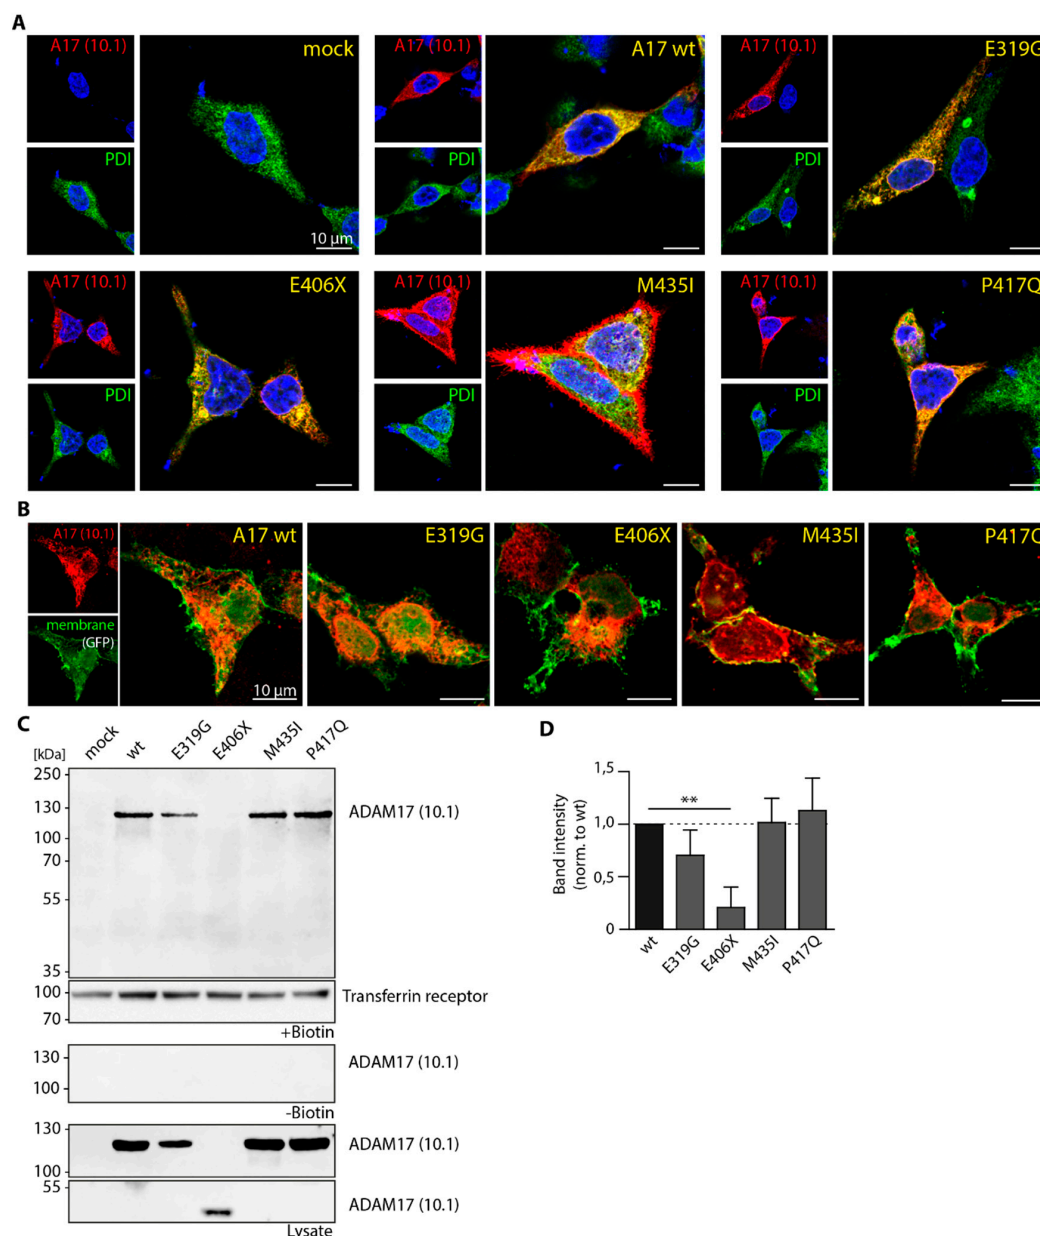 A
A17 (10.1)
mock
PDI
10 μm
A17 (10.1)
A17 wt
PDI
A17 (10.1)
E319G
PDI
A17 (10.1)
E406X
PDI
A17 (10.1)
M435I
PDI
A17 (10.1)
P417Q
PDI
B
A17 (10.1)
membrane
(GFP)
A17 wt
10 μm
E319G
E406X
M435I
P417Q
C
[kDa]
mock
wt
E319G
E406X
M435I
P417Q
250
130
100
70
55
35
ADAM17 (10.1)
100
70
Transferrin receptor
+Biotin
130
100
ADAM17 (10.1)
-Biotin
130
100
ADAM17 (10.1)
55
ADAM17 (10.1)
Lysate
D
Band intensity
(norm. to wt)
1,5
1,0
0,5
0
**
wt
E319G
E406X
M435I
P417Q